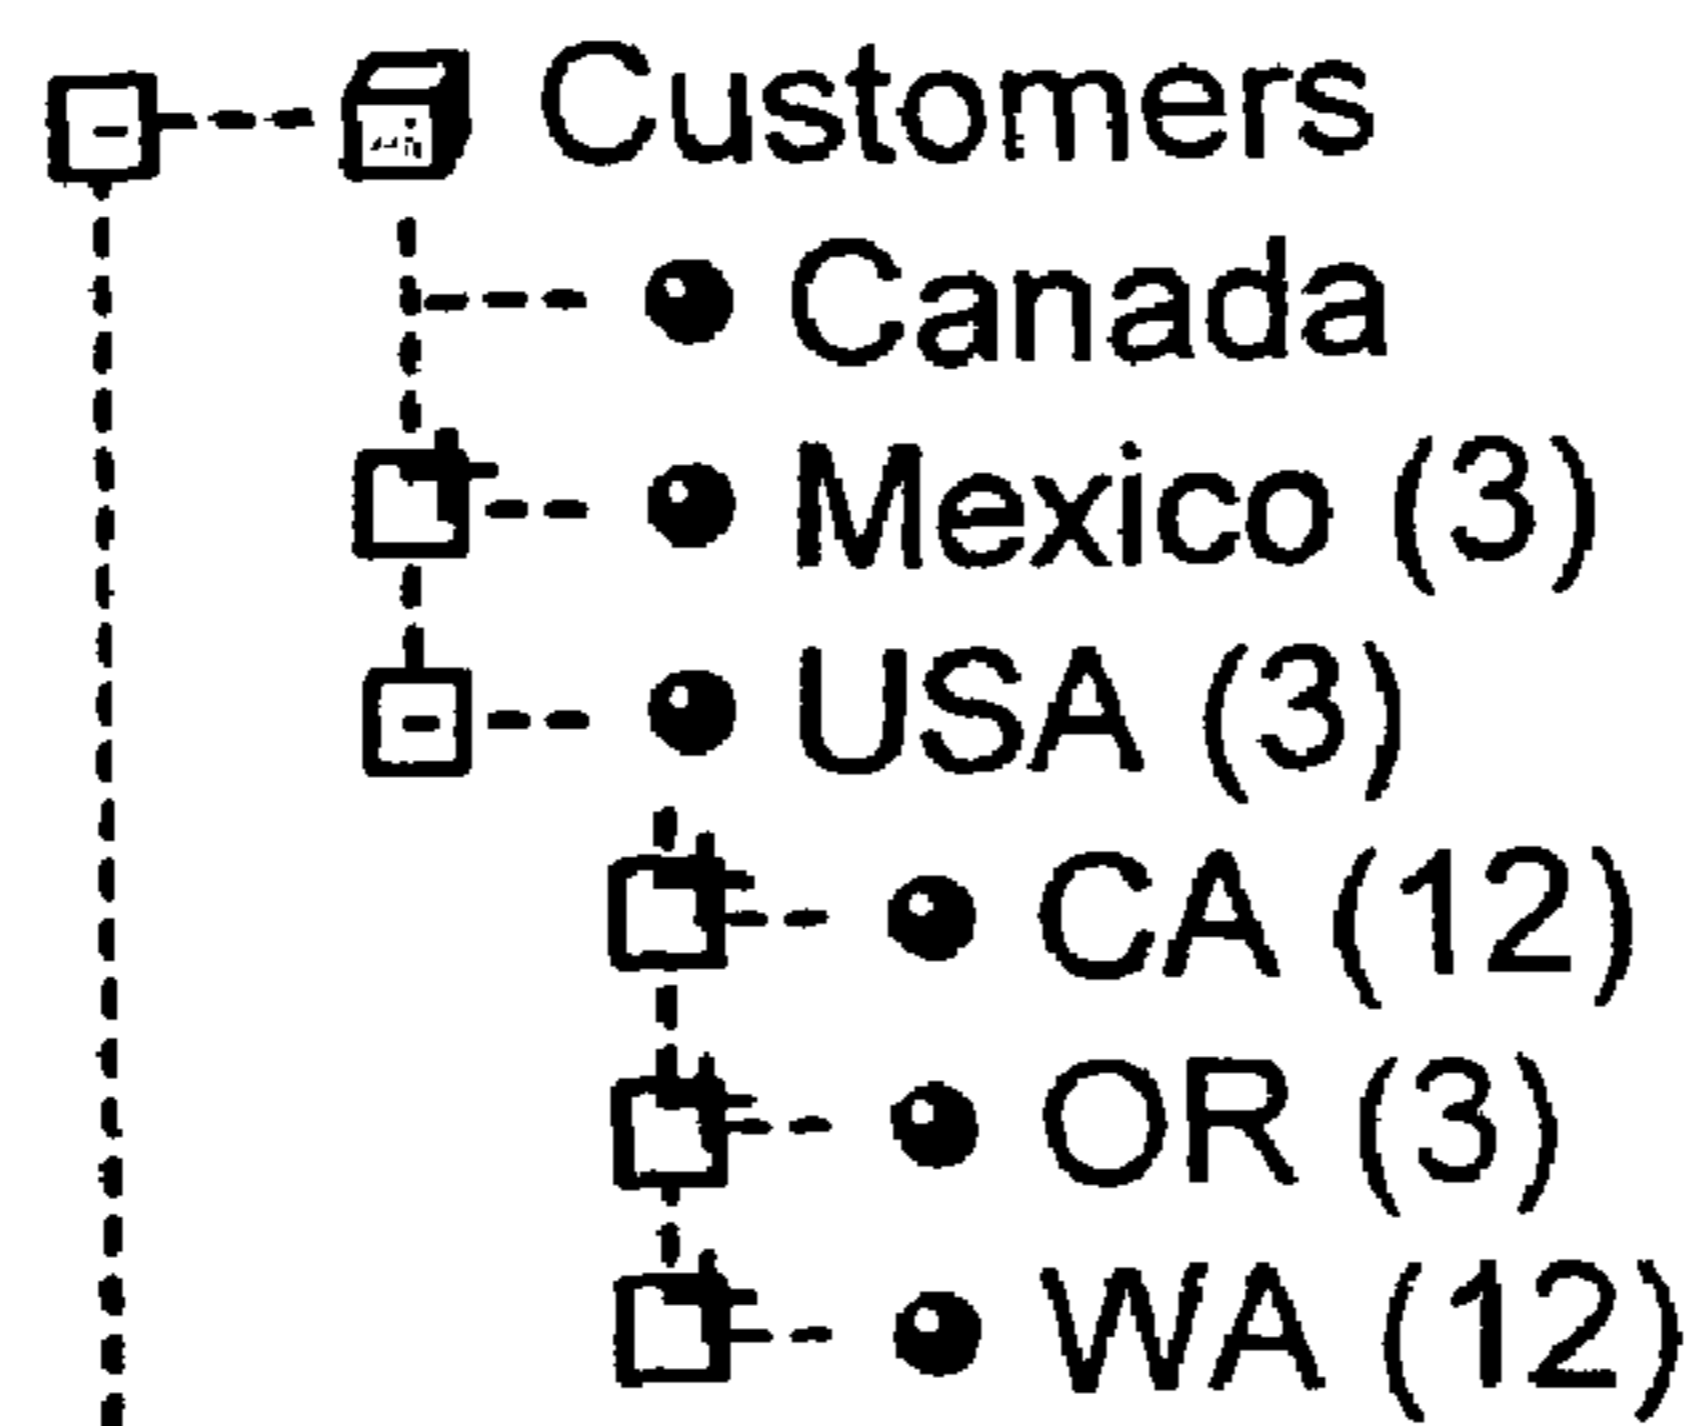 Customers
Canada
Mexico (3)
USA (3)
CA (12)
OR (3)
WA (12)